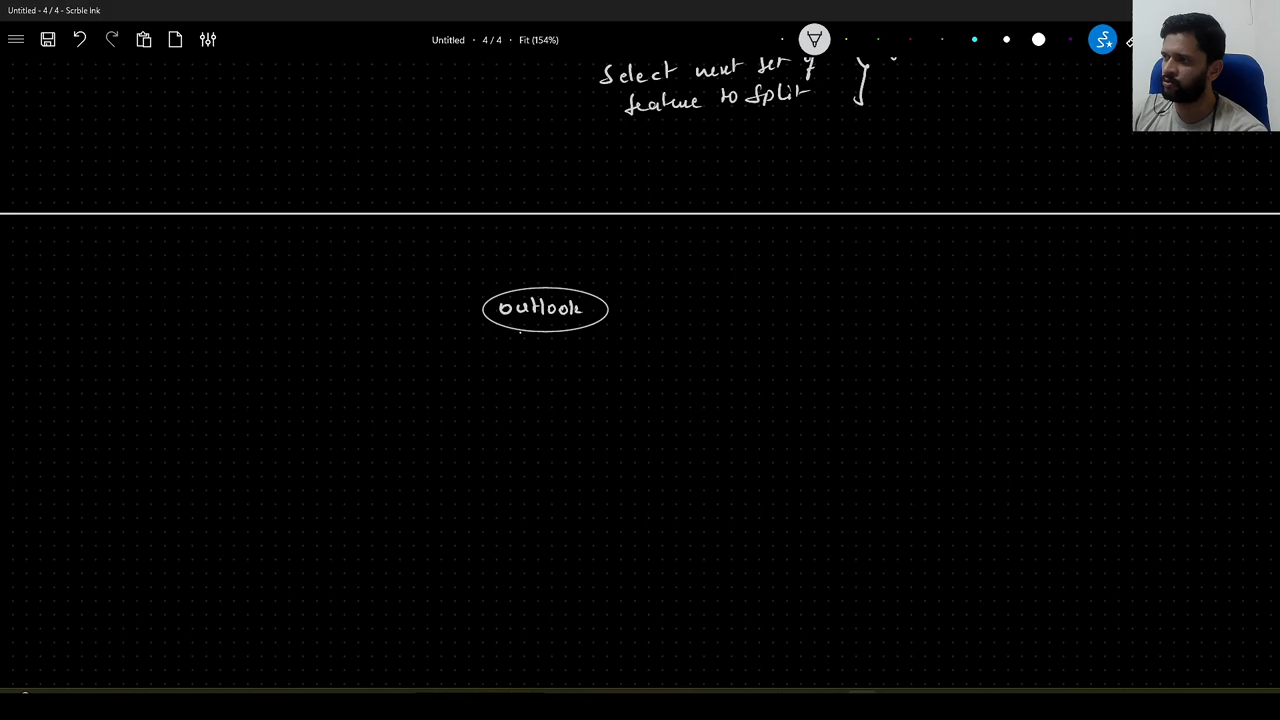 Untitled - 4 / 4 - Scrble Ink
Untitled · 4 / 4 · Fit (154%)
Select next set of
feature to split
outlook